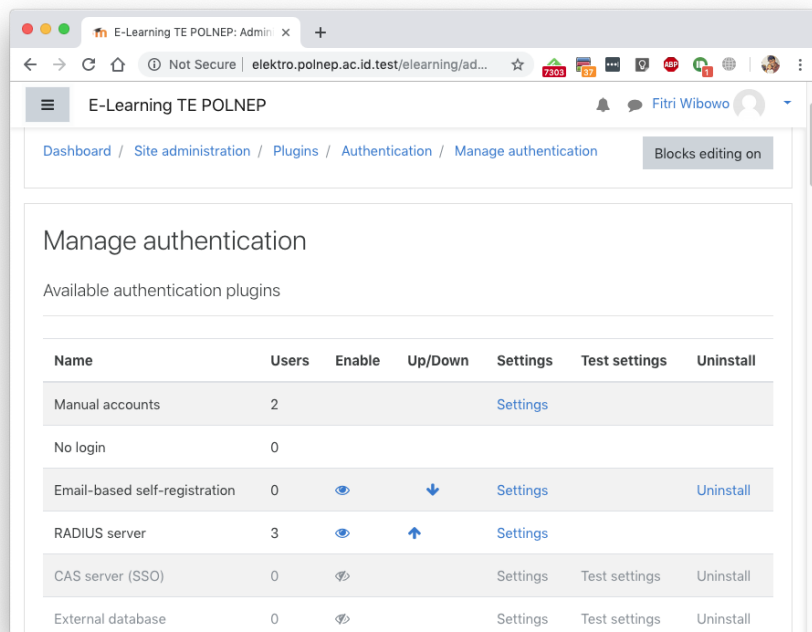 E-Learning TE POLNEP: Admin
Not Secure | elektro.polnep.ac.id.test/elearning/ad...
7303 37 ABP 1
E-Learning TE POLNEP
Fitri Wibowo
Dashboard / Site administration / Plugins / Authentication / Manage authentication
Blocks editing on
Manage authentication
Available authentication plugins
Name Users Enable Up/Down Settings Test settings Uninstall
Manual accounts 2 Settings
No login 0
Email-based self-registration 0 Settings Uninstall
RADIUS server 3 Settings
CAS server (SSO) 0 Settings Test settings Uninstall
External database 0 Settings Test settings Uninstall